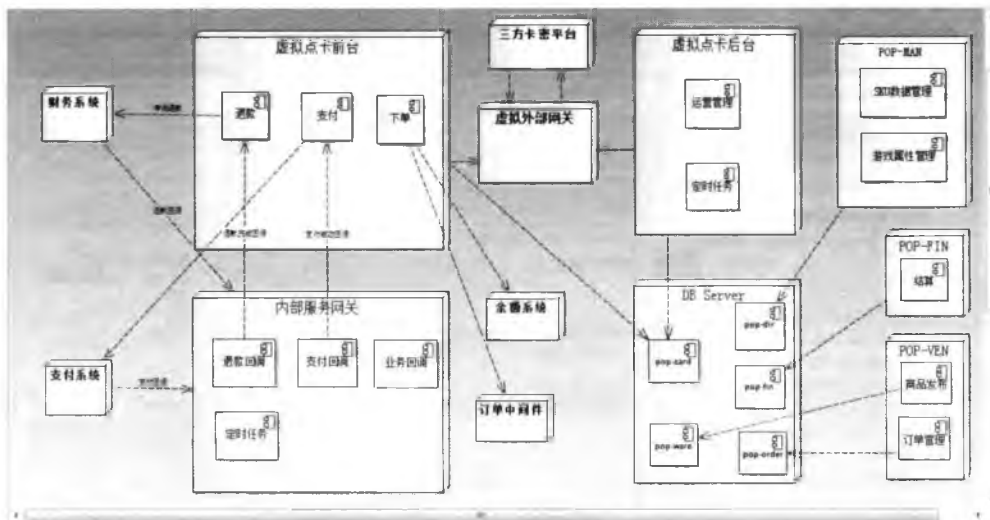 虚拟点卡前台
三方卡密平台
虚拟点卡后台
POP-MAN
财务系统
退款
支付
下单
虚拟外部网关
运营管理
SKU数据管理
游戏属性管理
定时任务
POP-FIN
结算
内部服务网关
余额系统
DB Server
pop-div
pop-card
POP-VEN
支付系统
退款回调
支付回调
业务回调
pop-fin
商品发布
订单中间件
定时任务
pop-ware
pop-order
订单管理